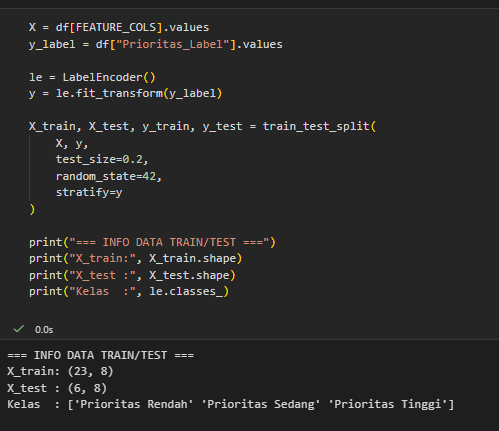 X = df[FEATURE_COLS].values
y_label = df["Prioritas_Label"].values
le = LabelEncoder()
y = le.fit_transform(y_label)
X_train, X_test, y_train, y_test = train_test_split(
X, y,
test_size=0.2,
random_state=42,
stratify=y
)
print("=== INFO DATA TRAIN/TEST ===")
print("X_train:", X_train.shape)
print("X_test :", X_test.shape)
print("Kelas  :", le.classes_)
0.0s
=== INFO DATA TRAIN/TEST ===
X_train: (23, 8)
X_test : (6, 8)
Kelas  : ['Prioritas Rendah' 'Prioritas Sedang' 'Prioritas Tinggi']